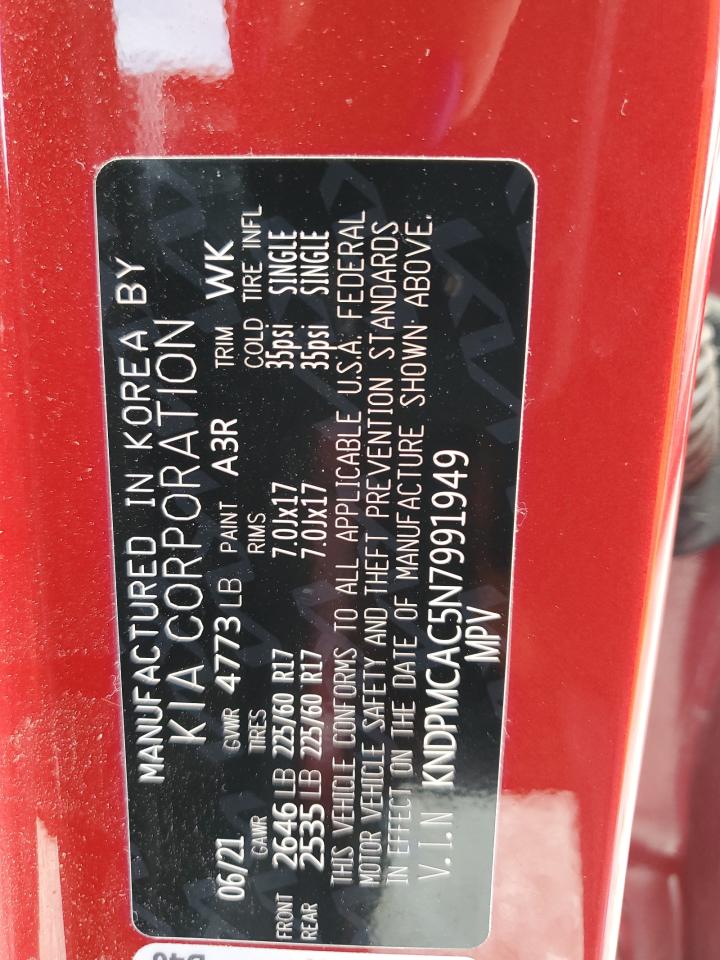 MANUFACTURED IN KOREA BY
KIA CORPORATION
06/21 GVWR 4773 LB PAINT A3R TRIM WK
GAWR TIRES RIMS COLD TIRE INFL
FRONT 2646 LB 225/60 R17 7.0Jx17 35psi SINGLE
REAR 2535 LB 225/60 R17 7.0Jx17 35psi SINGLE
THIS VEHICLE CONFORMS TO ALL APPLICABLE U.S.A. FEDERAL
MOTOR VEHICLE SAFETY AND THEFT PREVENTION STANDARDS
IN EFFECT ON THE DATE OF MANUFACTURE SHOWN ABOVE.
V.I.N KNDPMCAC5N7991949
MPV